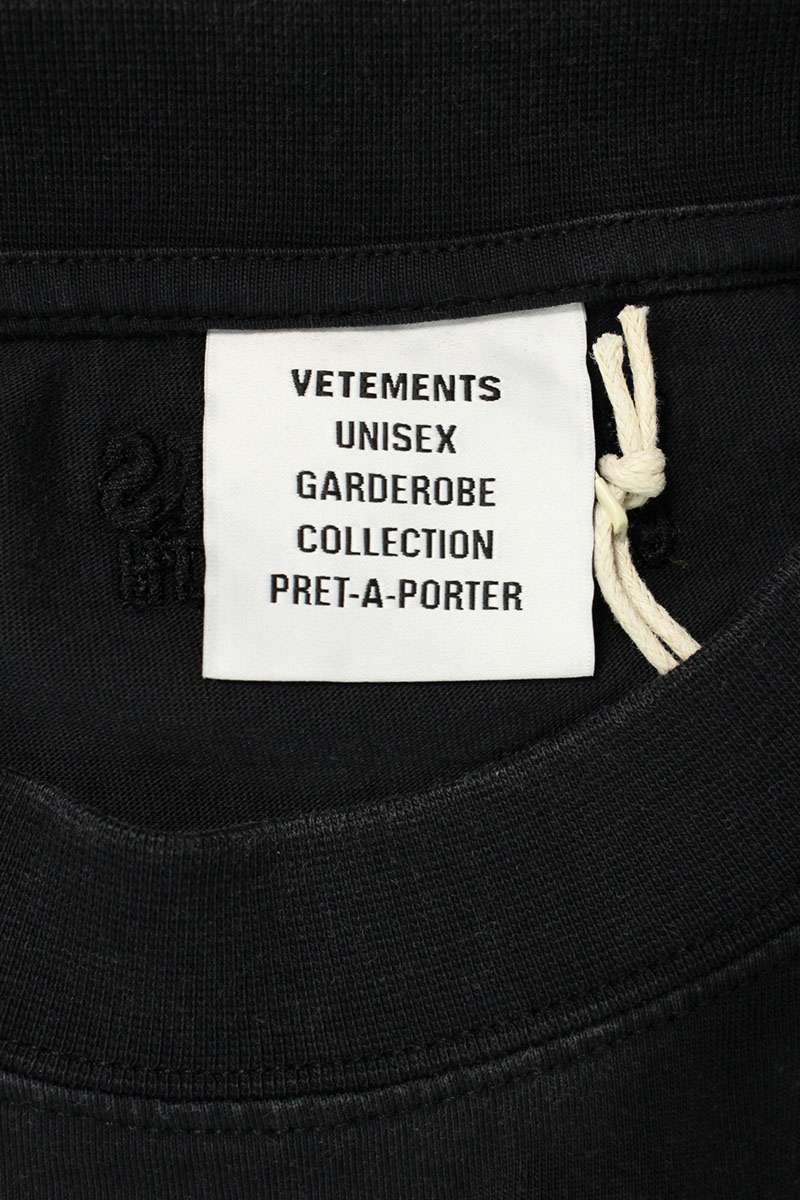 VETEMENTS
UNISEX
GARDEROBE
COLLECTION
PRET-A-PORTER